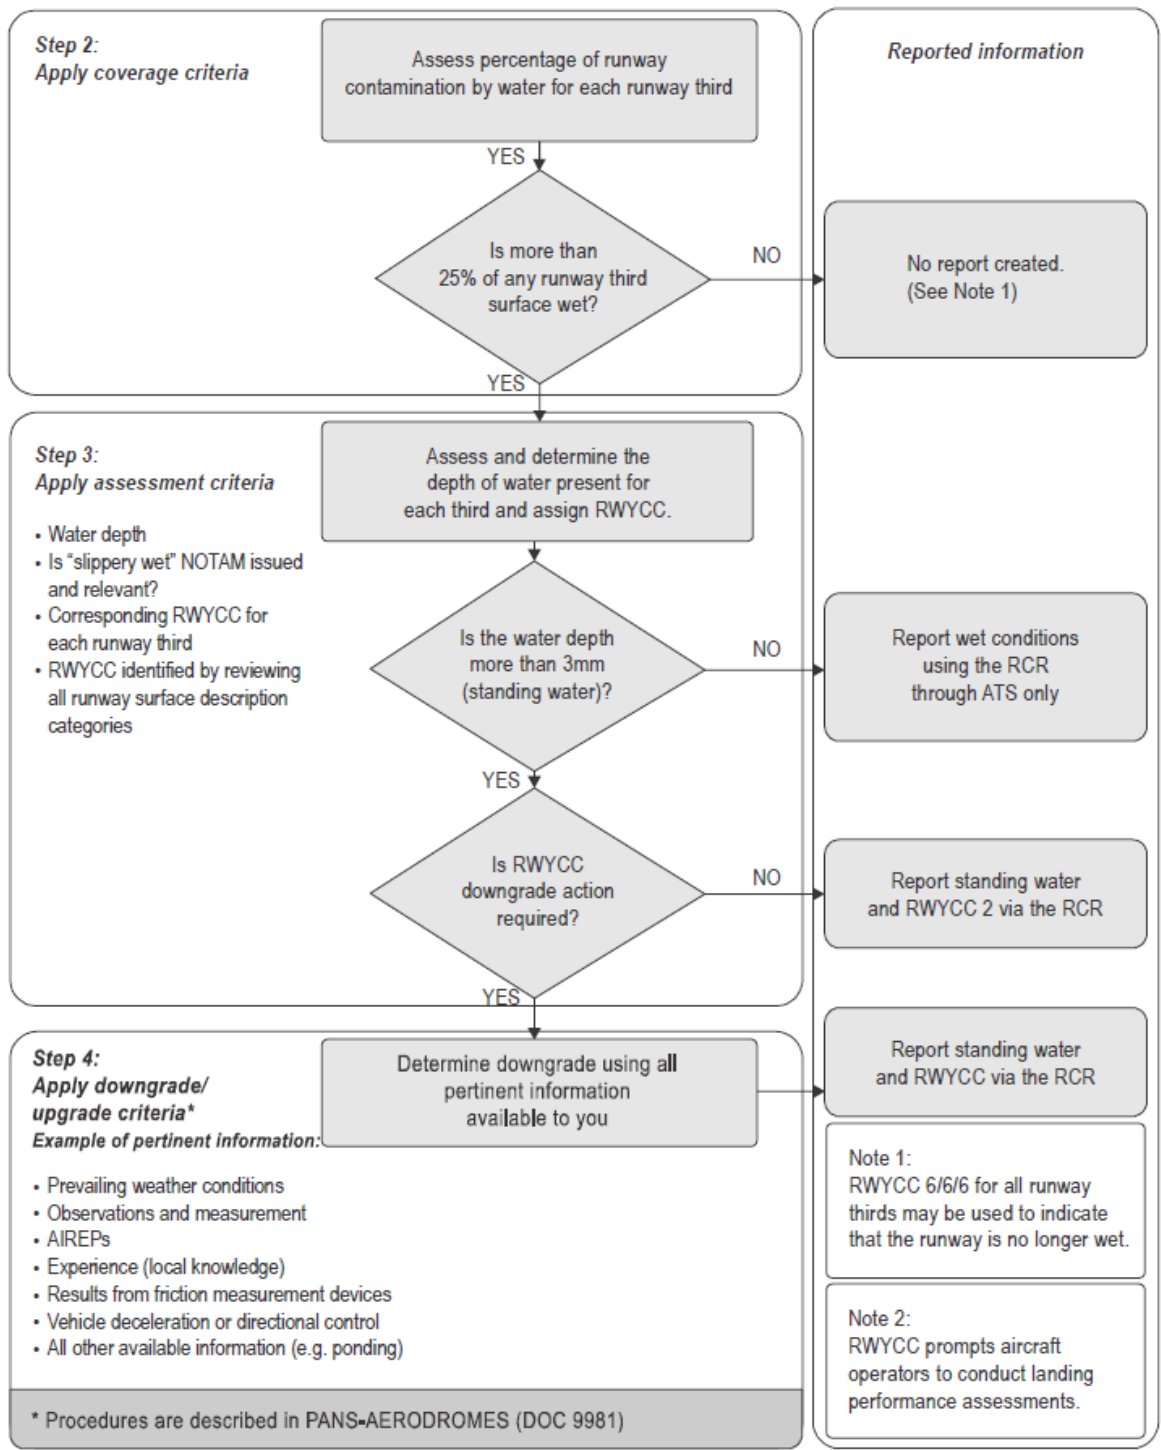 Step 2:
Apply coverage criteria
Assess percentage of runway
contamination by water for each runway third
YES
Is more than
25% of any runway third
surface wet?
NO
YES
Reported information
No report created.
(See Note 1)
Step 3:
Apply assessment criteria
• Water depth
• Is “slippery wet” NOTAM issued
and relevant?
• Corresponding RWYCC for
each runway third
• RWYCC identified by reviewing
all runway surface description
categories
Assess and determine the
depth of water present for
each third and assign RWYCC.
Is the water depth
more than 3mm
(standing water)?
NO
Report wet conditions
using the RCR
through ATS only
YES
Is RWYCC
downgrade action
required?
NO
Report standing water
and RWYCC 2 via the RCR
YES
Step 4:
Apply downgrade/
upgrade criteria*
Example of pertinent information:
• Prevailing weather conditions
• Observations and measurement
• AIREPs
• Experience (local knowledge)
• Results from friction measurement devices
• Vehicle deceleration or directional control
• All other available information (e.g. ponding)
Determine downgrade using all
pertinent information
available to you
Report standing water
and RWYCC via the RCR
Note 1:
RWYCC 6/6/6 for all runway
thirds may be used to indicate
that the runway is no longer wet.
Note 2:
RWYCC prompts aircraft
operators to conduct landing
performance assessments.
* Procedures are described in PANS-AERODROMES (DOC 9981)